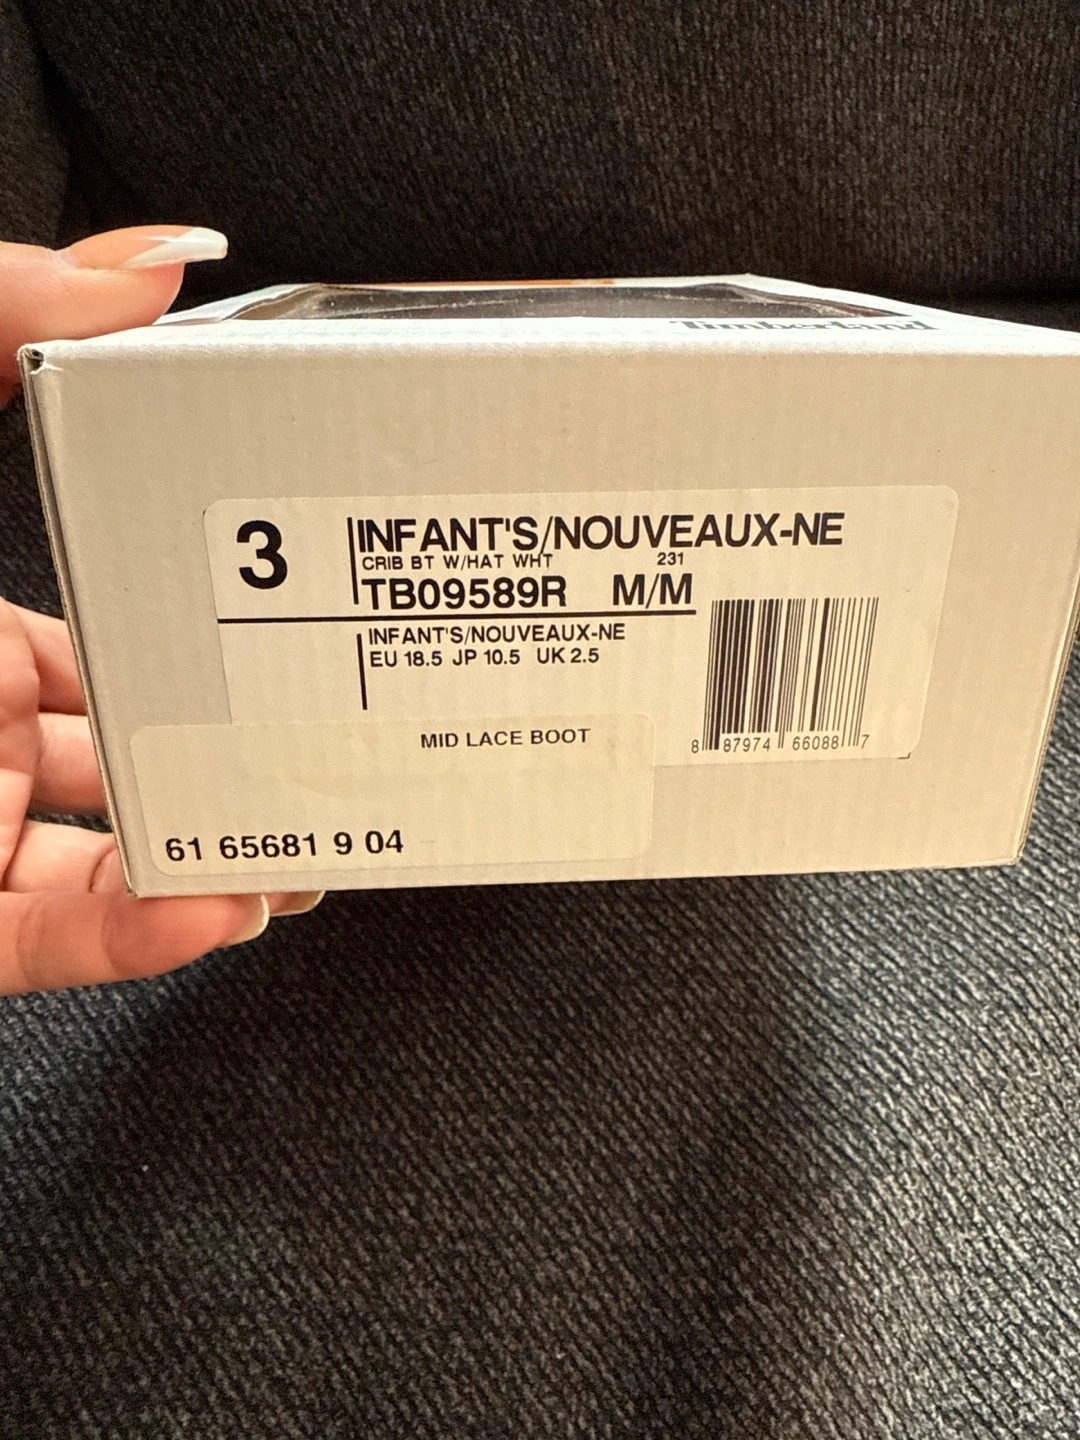 Timberland
3
INFANT'S/NOUVEAUX-NE
CRIB BT W/HAT WHT 231
TB09589R M/M
INFANT'S/NOUVEAUX-NE
EU 18.5 JP 10.5 UK 2.5
8 87974 66088 7
MID LACE BOOT
61 65681 9 04